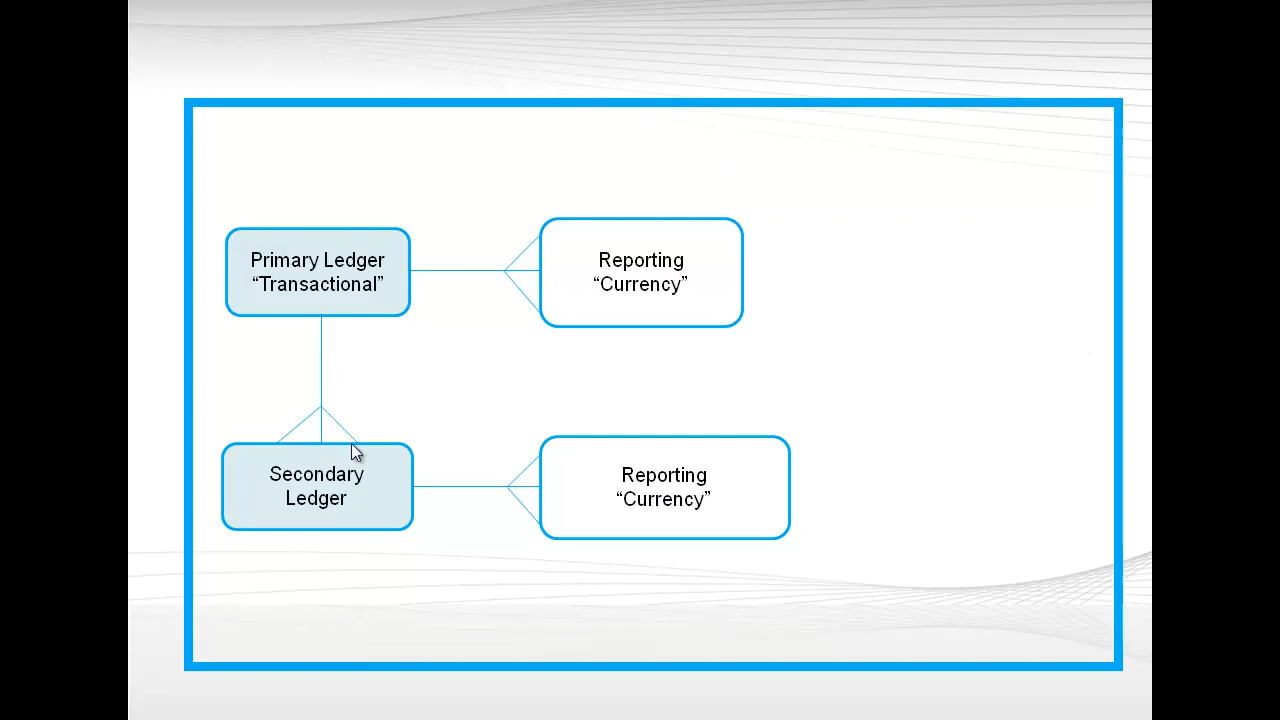 Primary Ledger
“Transactional”
Reporting
“Currency”
Secondary
Ledger
Reporting
“Currency”